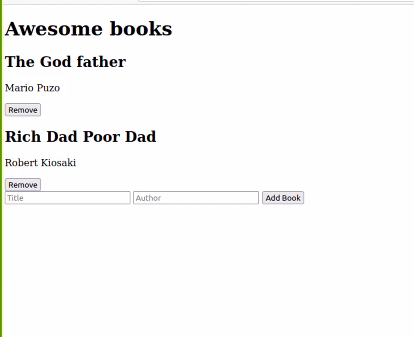 Awesome books
The God father
Mario Puzo
Remove
Rich Dad Poor Dad
Robert Kiosaki
Remove
Title Author Add Book